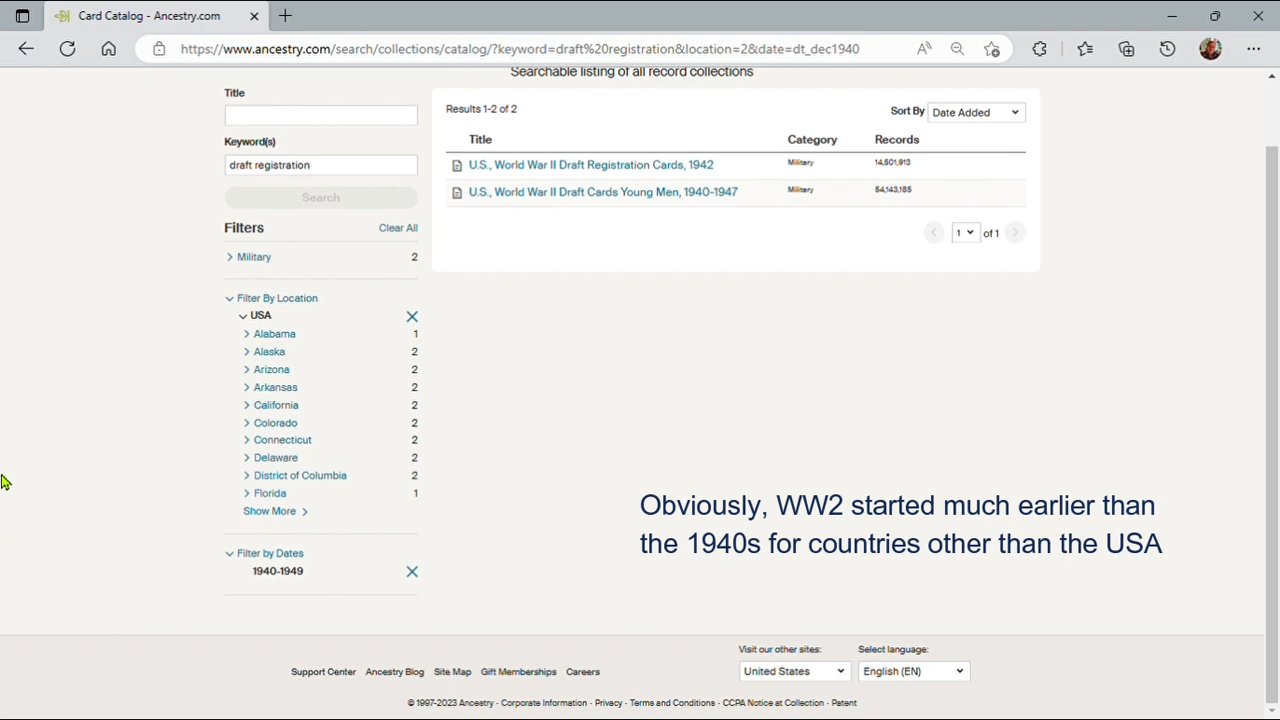 Card Catalog - Ancestry.com
https://www.ancestry.com/search/collections/catalog/?keyword=draft%20registration&location=2&date=dt_dec1940
Searchable listing of all record collections
Title
Keyword(s)
draft registration
Search
Filters Clear All
Military 2
Filter By Location
USA
Alabama 1
Alaska 2
Arizona 2
Arkansas 2
California 2
Colorado 2
Connecticut 2
Delaware 2
District of Columbia 2
Florida 1
Show More
Filter by Dates
1940-1949
Results 1-2 of 2
Sort By Date Added
Title Category Records
U.S., World War II Draft Registration Cards, 1942 Military 14,501,913
U.S., World War II Draft Cards Young Men, 1940-1947 Military 54,143,185
1 of 1
Obviously, WW2 started much earlier than
the 1940s for countries other than the USA
Visit our other sites: Select language:
United States English (EN)
Support Center Ancestry Blog Site Map Gift Memberships Careers
© 1997-2023 Ancestry - Corporate Information - Privacy - Terms and Conditions - CCPA Notice at Collection - Patent